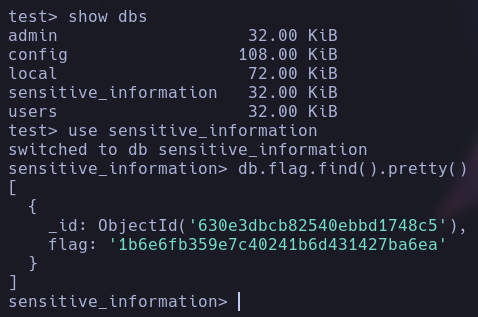 test> show dbs
admin                   32.00 KiB
config                 108.00 KiB
local                   72.00 KiB
sensitive_information   32.00 KiB
users                   32.00 KiB
test> use sensitive_information
switched to db sensitive_information
sensitive_information> db.flag.find().pretty()
[
  {
    _id: ObjectId('630e3dbcb82540ebbd1748c5'),
    flag: '1b6e6fb359e7c40241b6d431427ba6ea'
  }
]
sensitive_information>